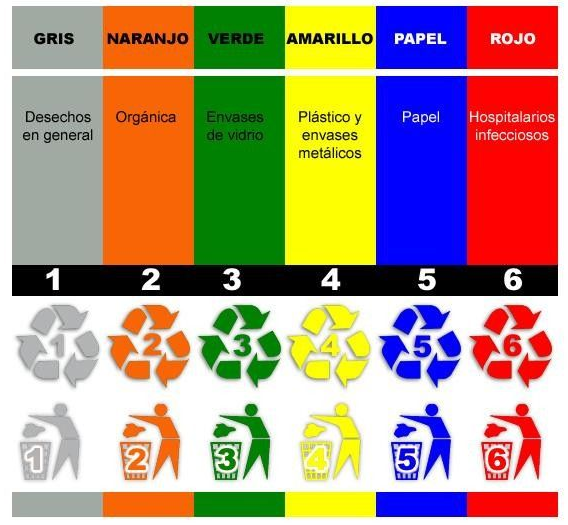 GRIS NARANJO VERDE AMARILLO PAPEL ROJO
Desechos
en general
Orgánica
Envases
de vidrio
Plástico y
envases
metálicos
Papel
Hospitalarios
infecciosos
1 2 3 4 5 6
1 2 3 4 5 6
1 2 3 4 5 6